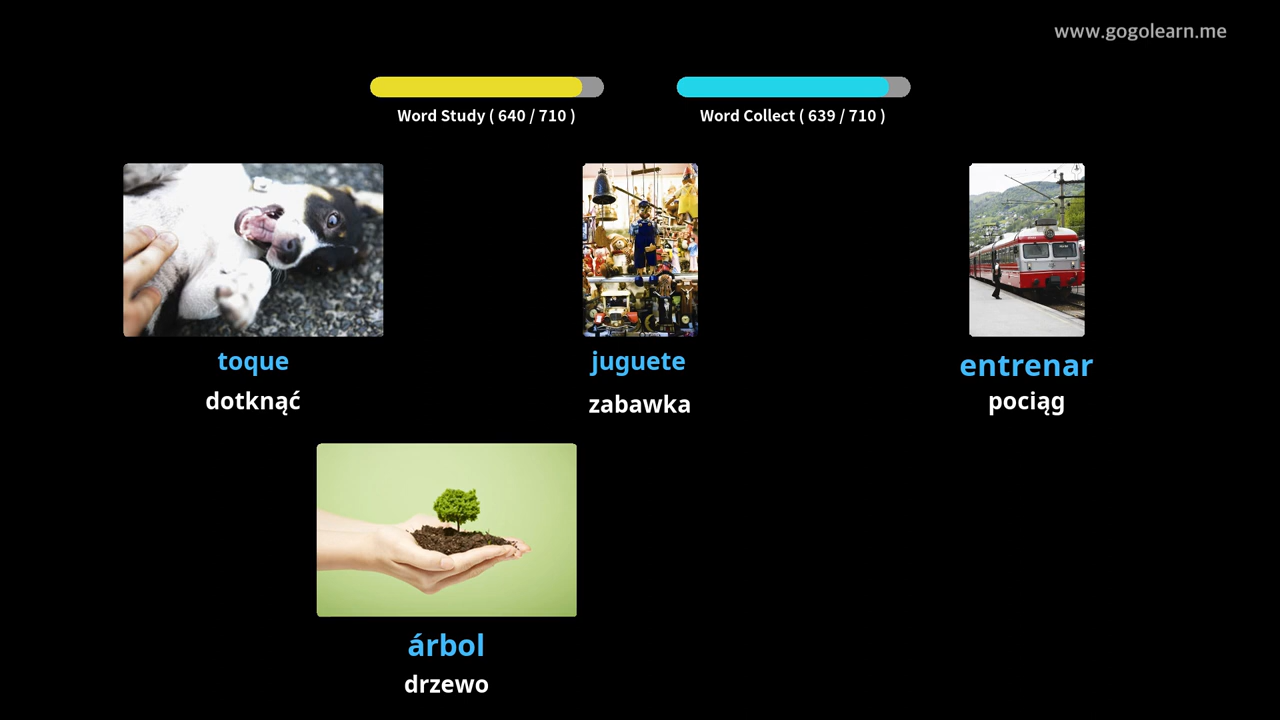 www.gogolearn.me
Word Study ( 640 / 710 )
Word Collect ( 639 / 710 )
toque
dotknąć
juguete
zabawka
entrenar
pociąg
árbol
drzewo